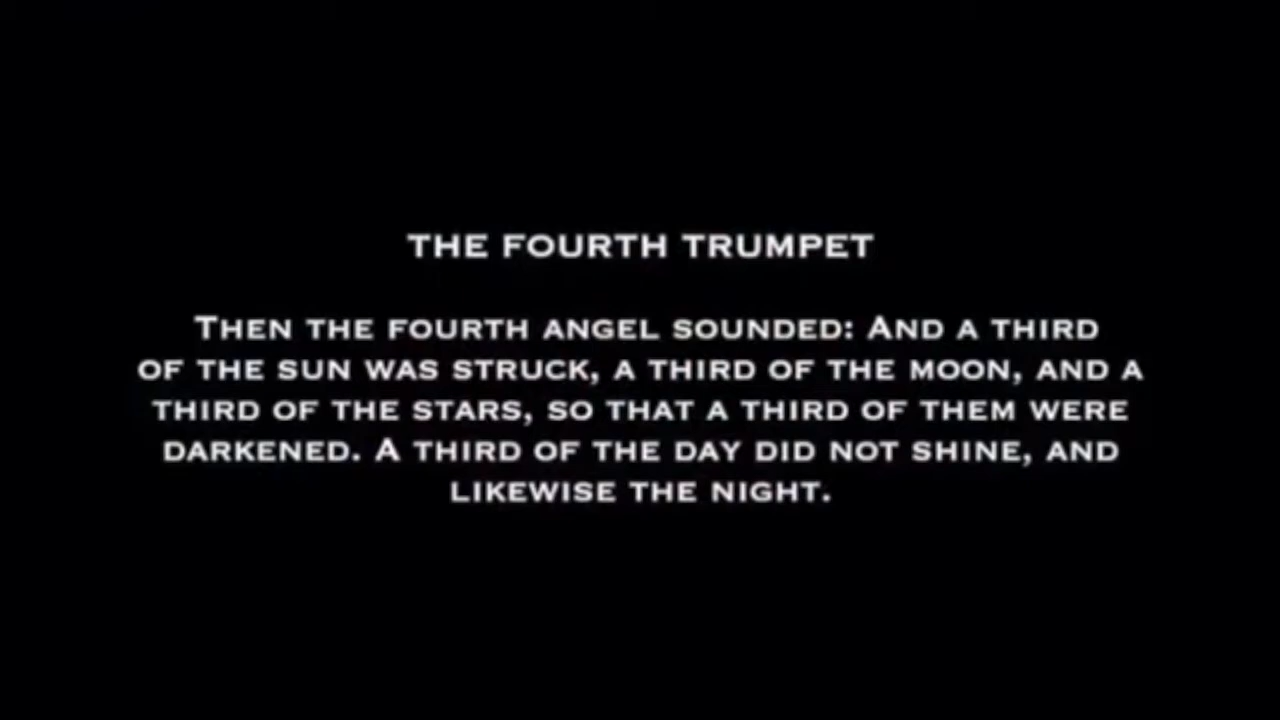 THE FOURTH TRUMPET
THEN THE FOURTH ANGEL SOUNDED: AND A THIRD
OF THE SUN WAS STRUCK, A THIRD OF THE MOON, AND A
THIRD OF THE STARS, SO THAT A THIRD OF THEM WERE
DARKENED. A THIRD OF THE DAY DID NOT SHINE, AND
LIKEWISE THE NIGHT.